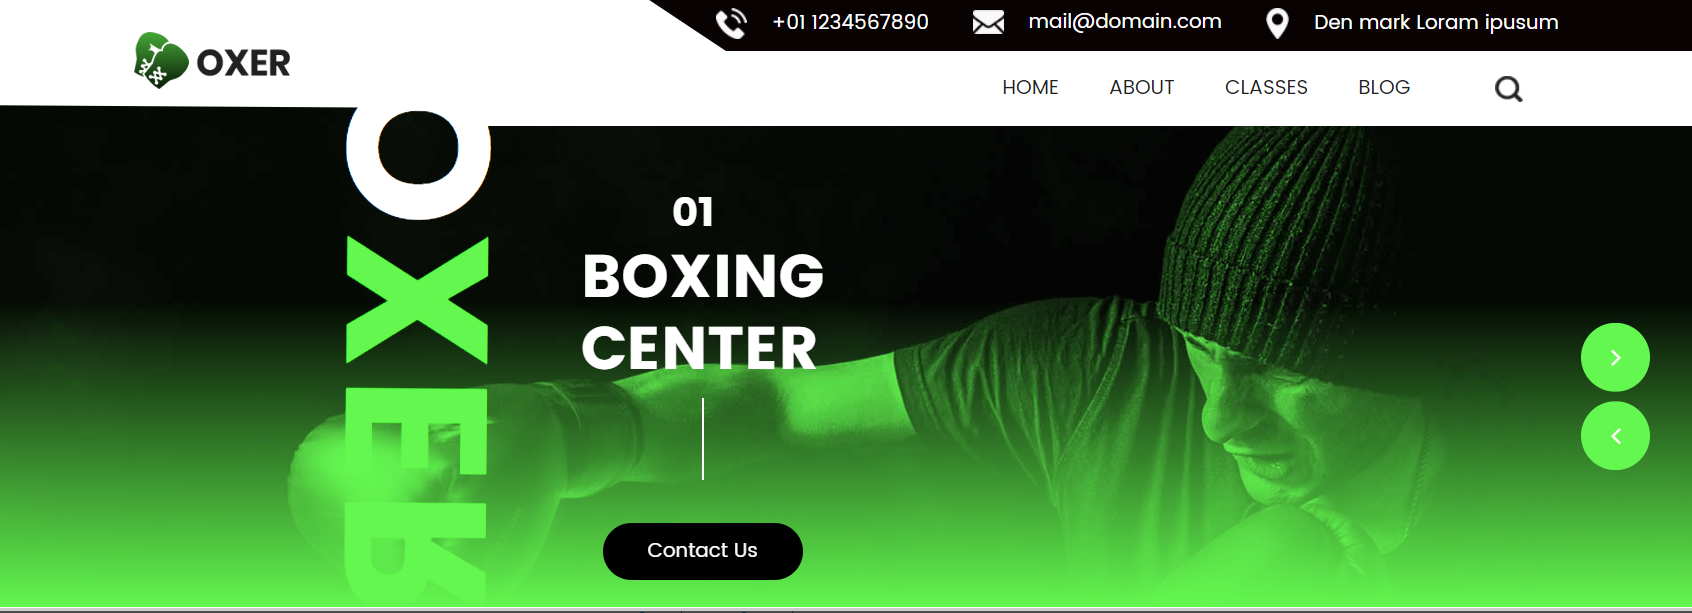 +01 1234567890
mail@domain.com
Den mark Loram ipusum
OXER
HOME
ABOUT
CLASSES
BLOG
OXER
01
BOXING
CENTER
Contact Us